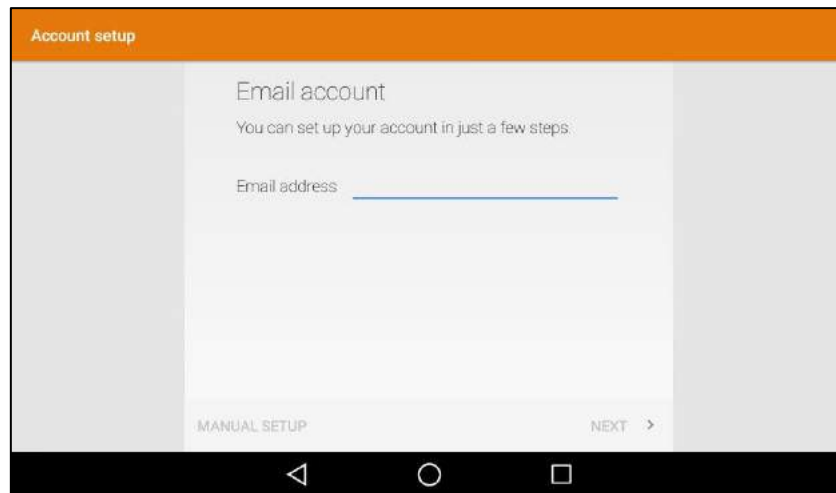 Account setup
Email account
You can set up your account in just a few steps.
Email address
MANUAL SETUP
NEXT